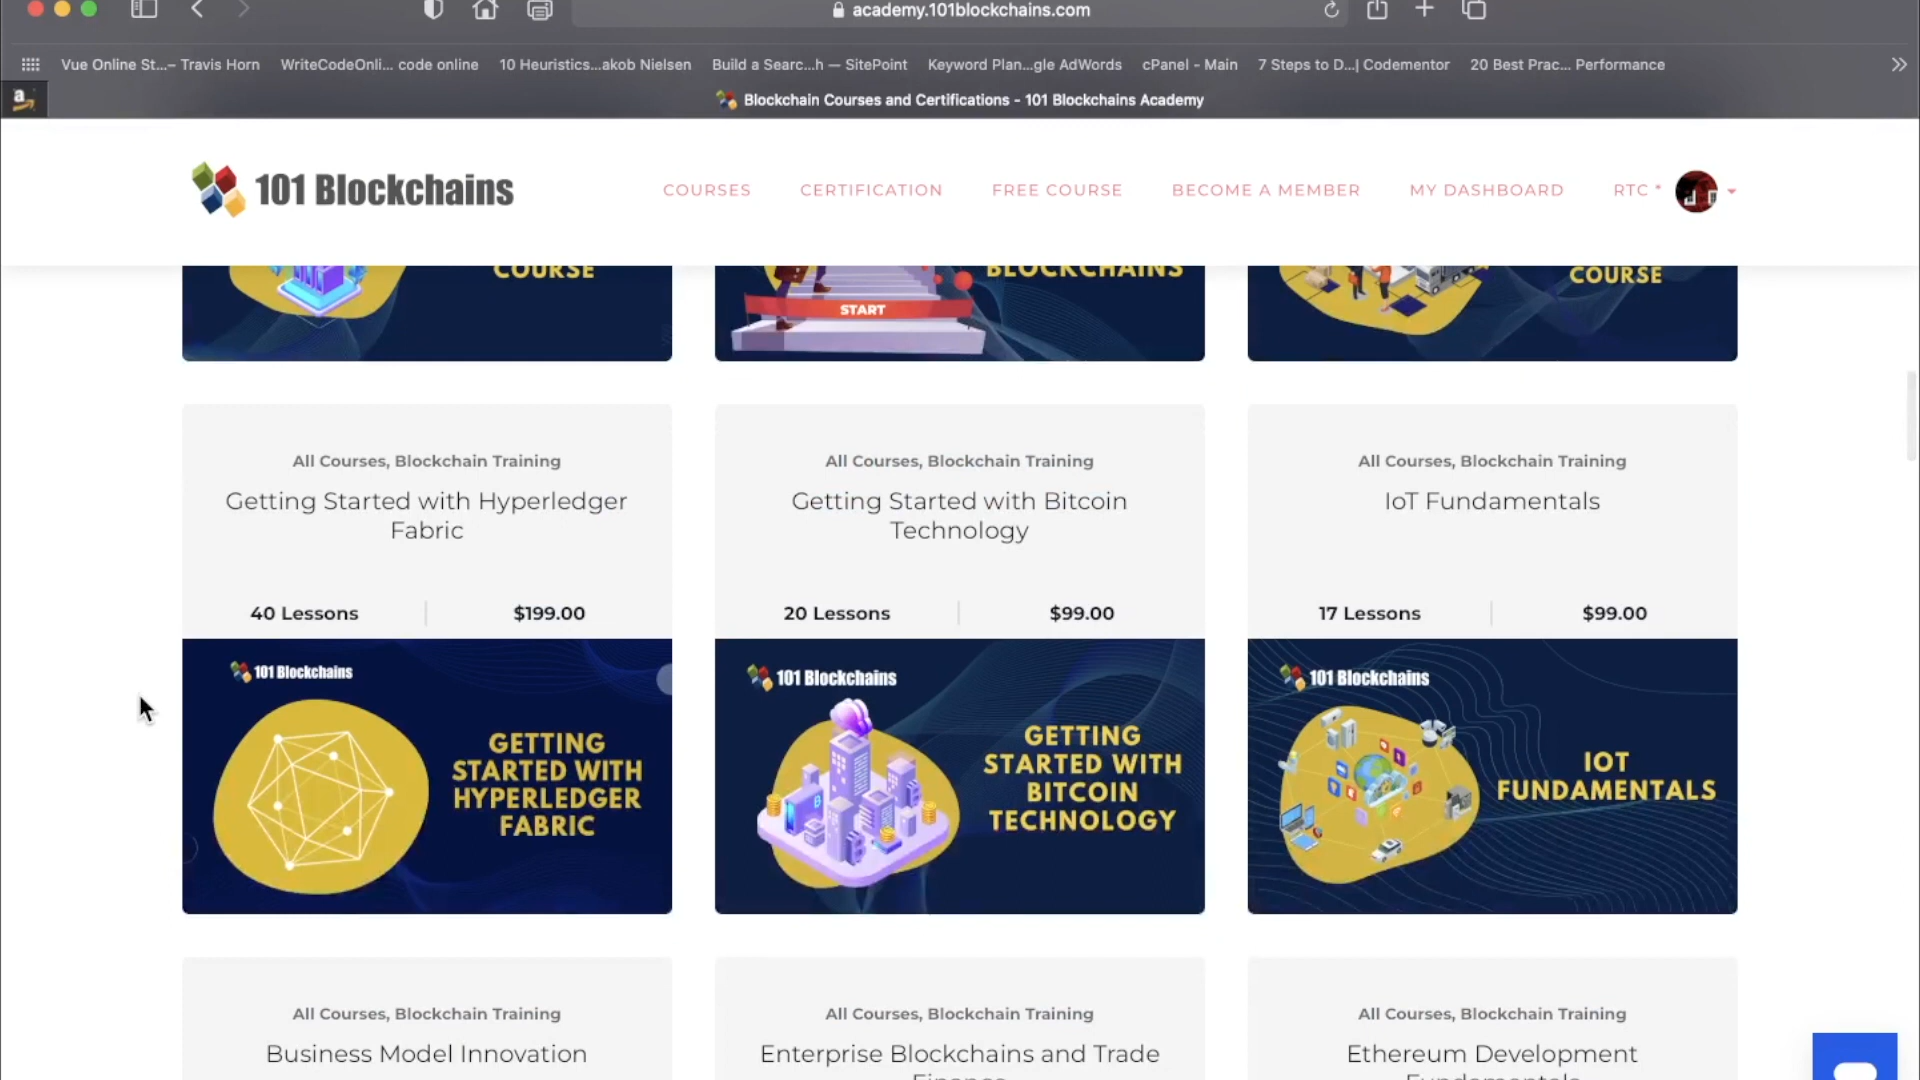 academy.101blockchains.com
Vue Online St...– Travis Horn
WriteCodeOnli... code online
10 Heuristics...akob Nielsen
Build a Searc...h — SitePoint
Keyword Plan...gle AdWords
cPanel - Main
7 Steps to D...| Codementor
20 Best Prac... Performance
a
Blockchain Courses and Certifications - 101 Blockchains Academy
101 Blockchains
COURSES
CERTIFICATION
FREE COURSE
BECOME A MEMBER
MY DASHBOARD
RTC *
COURSE
START
BLOCKCHAINS
COURSE
All Courses, Blockchain Training
Getting Started with Hyperledger
Fabric
40 Lessons
$199.00
101 Blockchains
GETTING
STARTED WITH
HYPERLEDGER
FABRIC
All Courses, Blockchain Training
Getting Started with Bitcoin
Technology
20 Lessons
$99.00
101 Blockchains
GETTING
STARTED WITH
BITCOIN
TECHNOLOGY
All Courses, Blockchain Training
IoT Fundamentals
17 Lessons
$99.00
101 Blockchains
IOT
FUNDAMENTALS
All Courses, Blockchain Training
Business Model Innovation
All Courses, Blockchain Training
Enterprise Blockchains and Trade
Finance
All Courses, Blockchain Training
Ethereum Development
Fundamentals